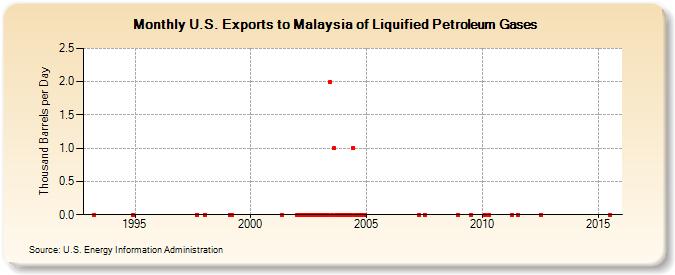 Monthly U.S. Exports to Malaysia of Liquified Petroleum Gases
Thousand Barrels per Day
2.5
2.0
1.5
1.0
0.5
0.0
1995 2000 2005 2010 2015
Source: U.S. Energy Information Administration